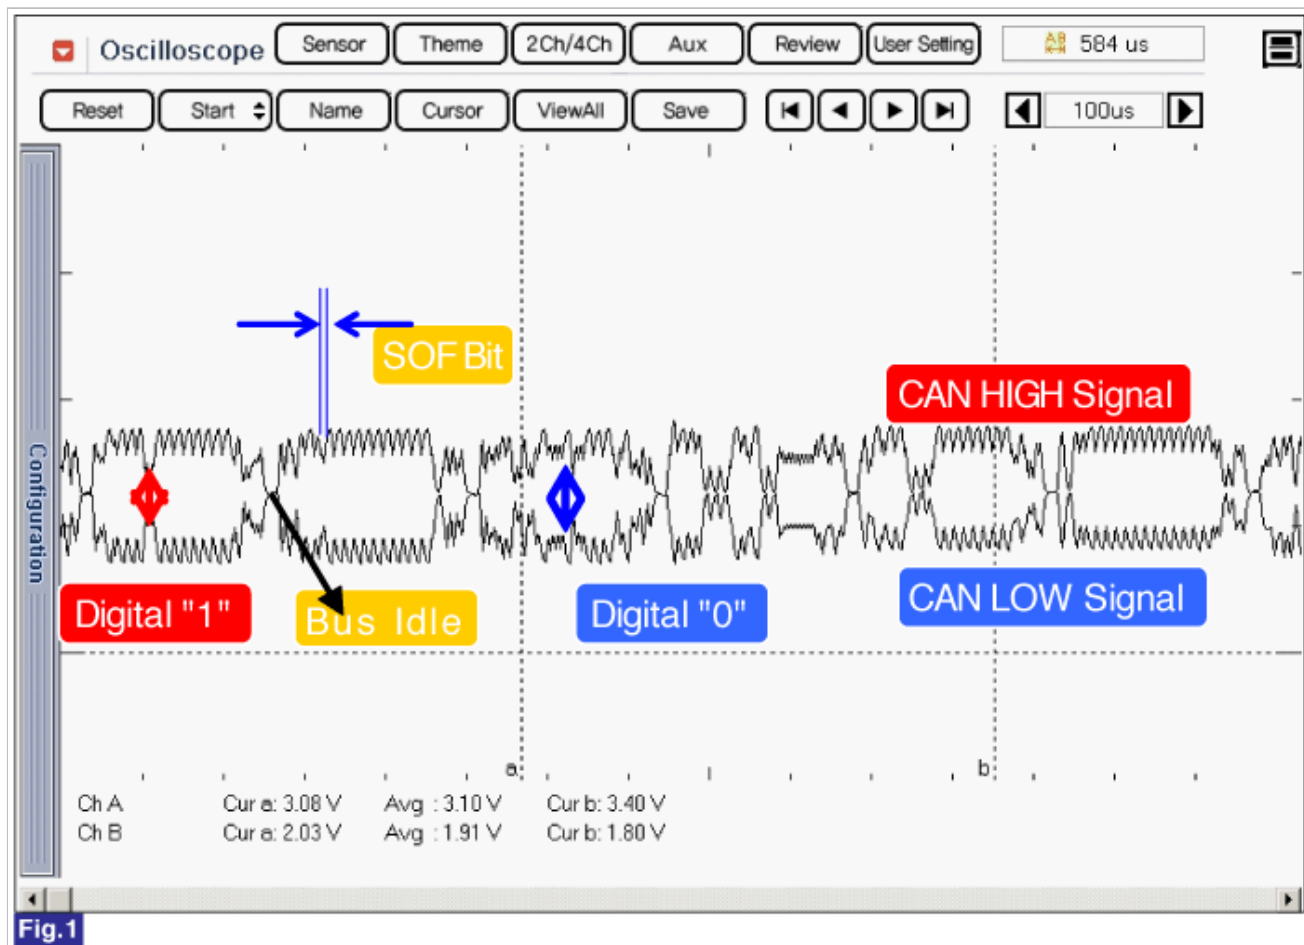 Oscilloscope Sensor Theme 2Ch/4Ch Aux Review User Setting AB 584 us
Reset Start Name Cursor ViewAll Save 100us
Configuration
SOF Bit
CAN HIGH Signal
Digital "1"
Bus Idle
Digital "0"
CAN LOW Signal
a b
Ch A Cur a: 3.08 V Avg : 3.10 V Cur b: 3.40 V
Ch B Cur a: 2.03 V Avg : 1.91 V Cur b: 1.80 V
Fig.1